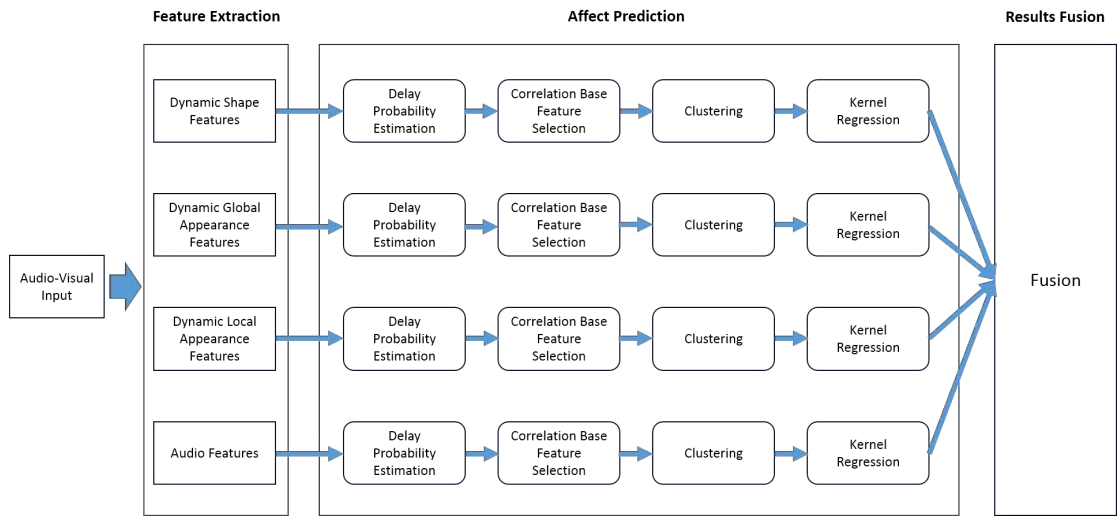 Feature Extraction
Affect Prediction
Results Fusion
Audio-Visual
Input
Dynamic Shape
Features
Delay
Probability
Estimation
Correlation Base
Feature
Selection
Clustering
Kernel
Regression
Dynamic Global
Appearance
Features
Delay
Probability
Estimation
Correlation Base
Feature
Selection
Clustering
Kernel
Regression
Dynamic Local
Appearance
Features
Delay
Probability
Estimation
Correlation Base
Feature
Selection
Clustering
Kernel
Regression
Audio Features
Delay
Probability
Estimation
Correlation Base
Feature
Selection
Clustering
Kernel
Regression
Fusion